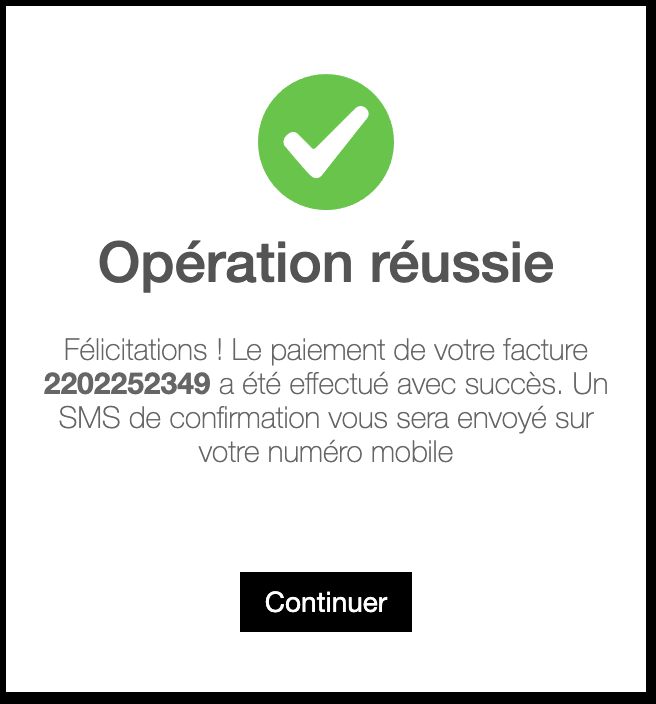 Opération réussie
Félicitations ! Le paiement de votre facture
2202252349 a été effectué avec succès. Un
SMS de confirmation vous sera envoyé sur
votre numéro mobile
Continuer